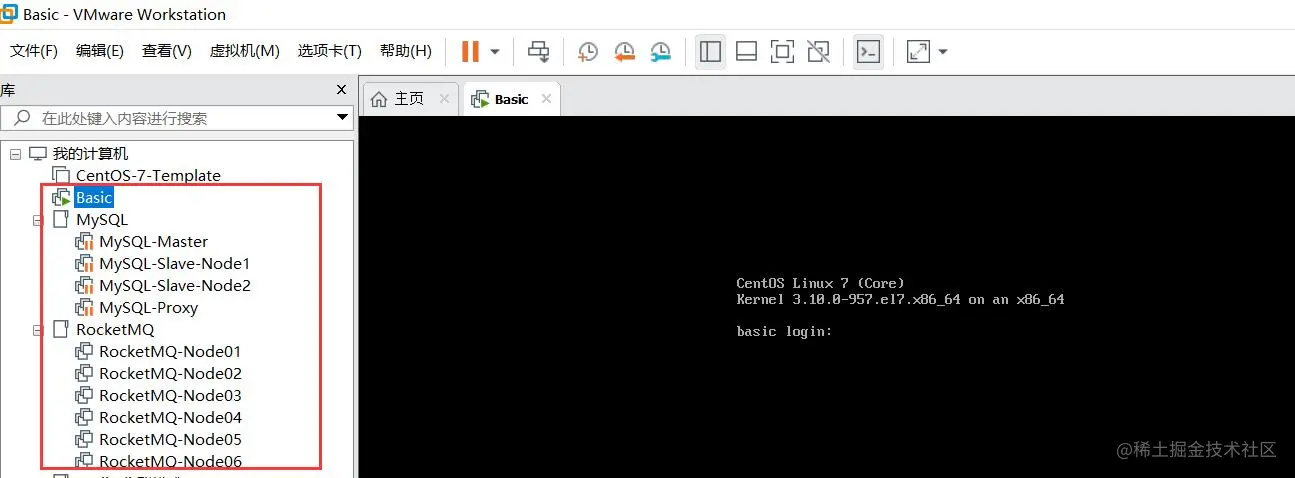 Basic - VMware Workstation
文件(F) 编辑(E) 查看(V) 虚拟机(M) 选项卡(T) 帮助(H)
库
在此处键入内容进行搜索
我的计算机
CentOS-7-Template
Basic
MySQL
MySQL-Master
MySQL-Slave-Node1
MySQL-Slave-Node2
MySQL-Proxy
RocketMQ
RocketMQ-Node01
RocketMQ-Node02
RocketMQ-Node03
RocketMQ-Node04
RocketMQ-Node05
RocketMQ-Node06
主页 Basic
CentOS Linux 7 (Core)
Kernel 3.10.0-957.el7.x86_64 on an x86_64
basic login:
@稀土掘金技术社区